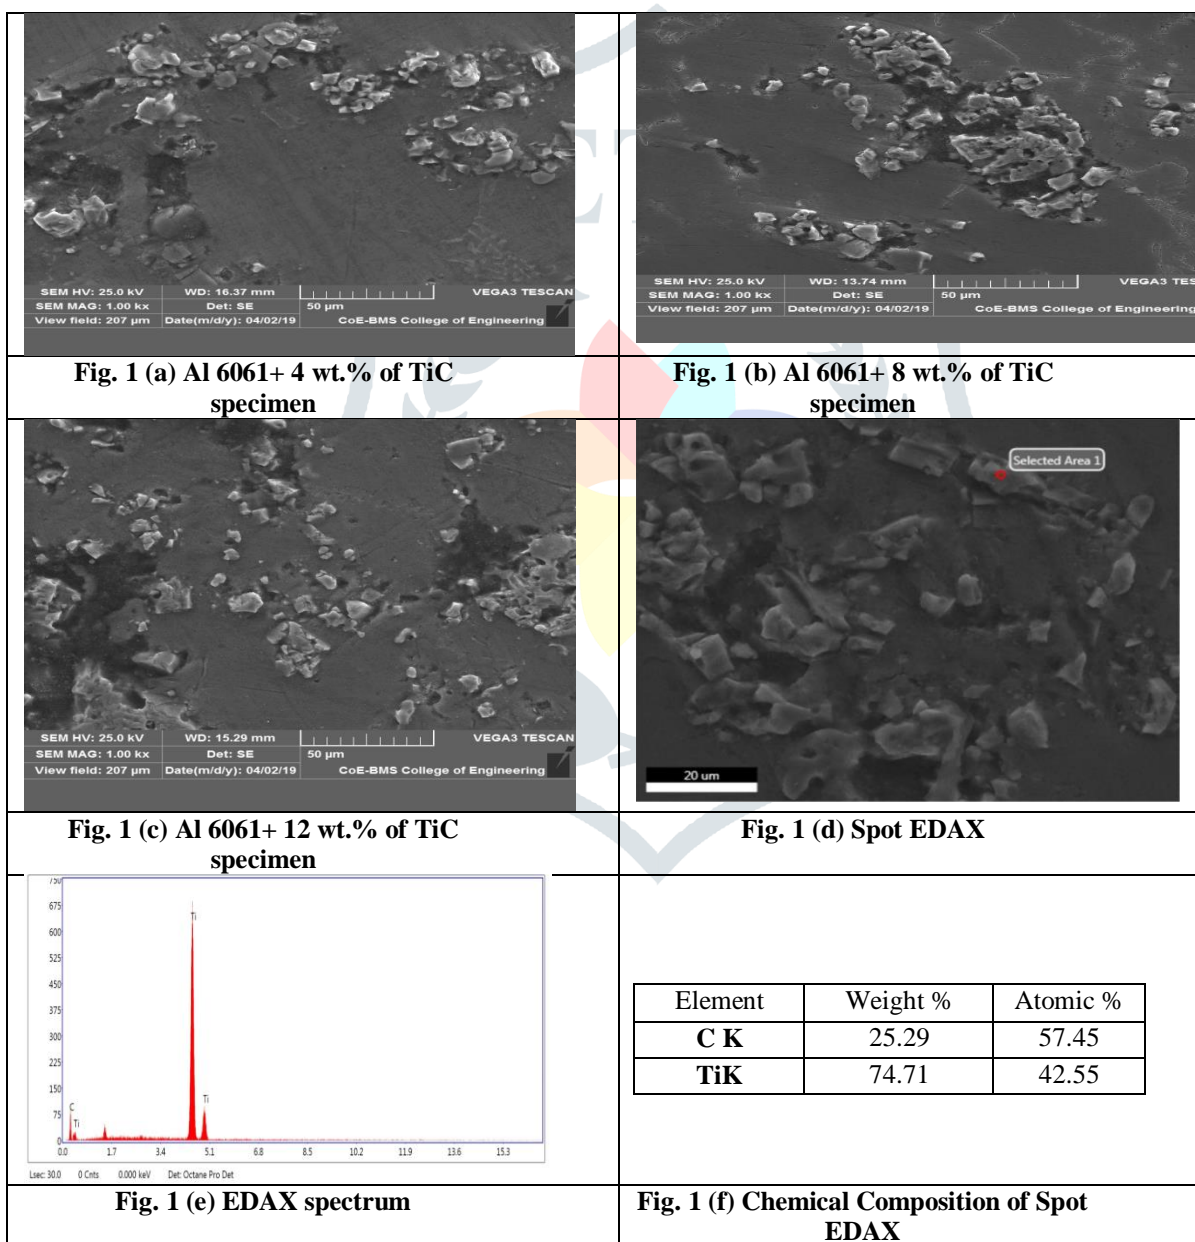 SEM HV: 25.0 kV WD: 16.37 mm VEGA3 TESCAN
SEM MAG: 1.00 kx Det: SE 50 µm
View field: 207 µm Date(m/d/y): 04/02/19 CoE-BMS College of Engineering
SEM HV: 25.0 kV WD: 13.74 mm VEGA3 TES
SEM MAG: 1.00 kx Det: SE 50 µm
View field: 207 µm Date(m/d/y): 04/02/19 CoE-BMS College of Engineering
Fig. 1 (a) Al 6061+ 4 wt.% of TiC
specimen
Fig. 1 (b) Al 6061+ 8 wt.% of TiC
specimen
SEM HV: 25.0 kV WD: 15.29 mm VEGA3 TESCAN
SEM MAG: 1.00 kx Det: SE 50 µm
View field: 207 µm Date(m/d/y): 04/02/19 CoE-BMS College of Engineering
Selected Area 1
20 um
Fig. 1 (c) Al 6061+ 12 wt.% of TiC
specimen
Fig. 1 (d) Spot EDAX
750
675
600
525
450
375
300
225
150
75
0
Ti
Ti
C
Ti
0.0 1.7 3.4 5.1 6.8 8.5 10.2 11.9 13.6 15.3
Lsec: 30.0 0 Cnts 0.000 keV Det: Octane Pro Det
Element Weight % Atomic %
C K 25.29 57.45
TiK 74.71 42.55
Fig. 1 (e) EDAX spectrum
Fig. 1 (f) Chemical Composition of Spot
EDAX